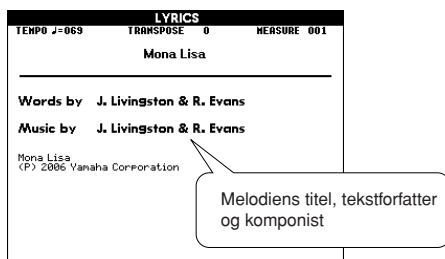 LYRICS
TEMPO ♩=069 TRANSPOSE 0 MEASURE 001
Mona Lisa
Words by J. Livingston & R. Evans
Music by J. Livingston & R. Evans
Mona Lisa
(P) 2006 Yamaha Corporation
Melodiens titel, tekstforfatter
og komponist